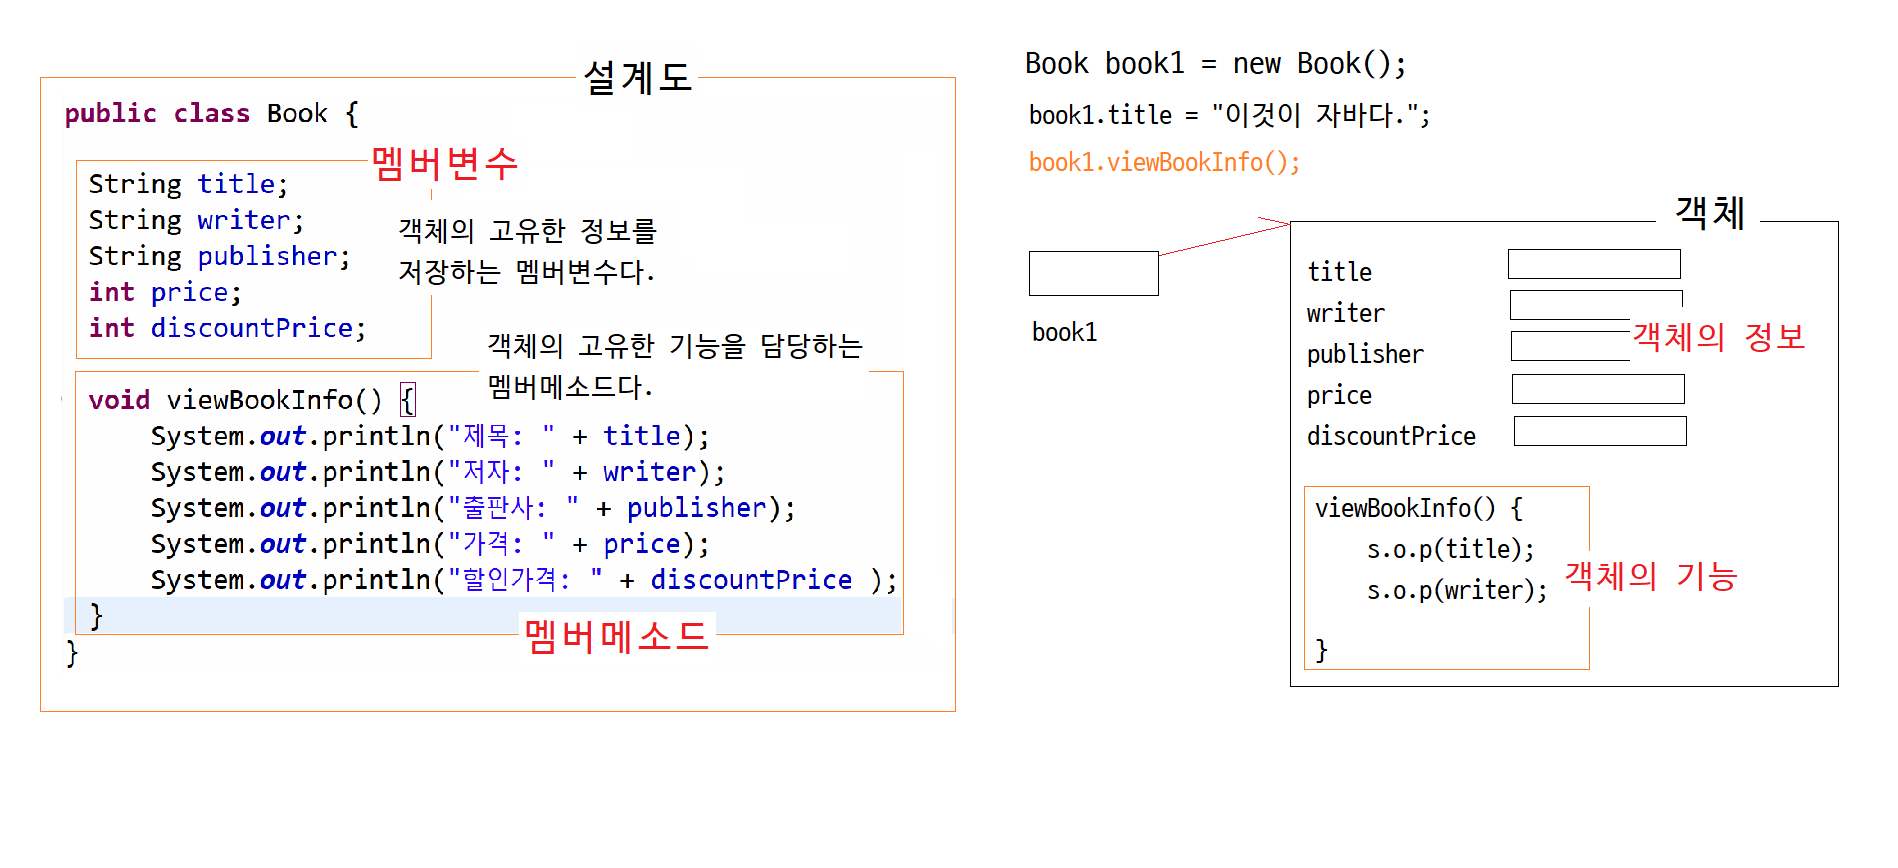 설계도
public class Book {
멤버변수
String title;
String writer;
String publisher;
int price;
int discountPrice;
객체의 고유한 정보를
저장하는 멤버변수다.
객체의 고유한 기능을 담당하는
멤버메소드다.
void viewBookInfo() {
System.out.println("제목: " + title);
System.out.println("저자: " + writer);
System.out.println("출판사: " + publisher);
System.out.println("가격: " + price);
System.out.println("할인가격: " + discountPrice );
}
멤버메소드
}
Book book1 = new Book();
book1.title = "이것이 자바다.";
book1.viewBookInfo();
book1
객체
title
writer
publisher
price
discountPrice
객체의 정보
viewBookInfo() {
s.o.p(title);
s.o.p(writer);
}
객체의 기능